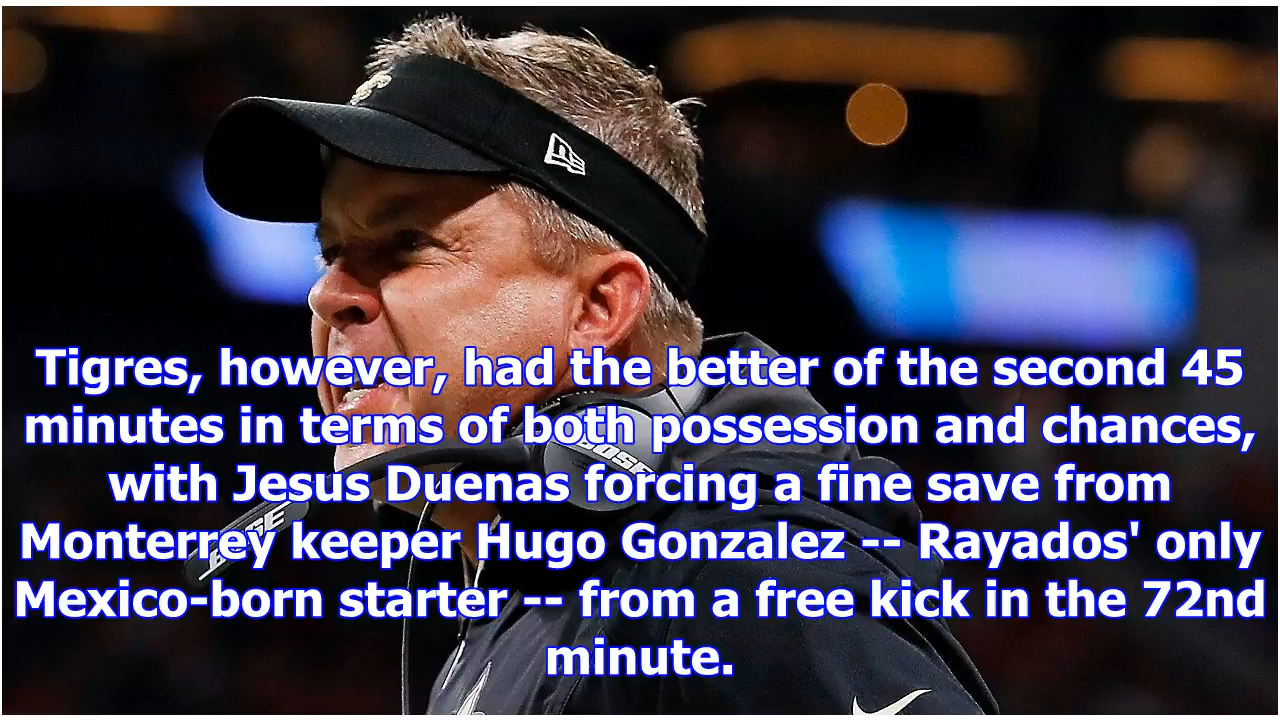 Tigres, however, had the better of the second 45
minutes in terms of both possession and chances,
with Jesus Duenas forcing a fine save from
Monterrey keeper Hugo Gonzalez -- Rayados' only
Mexico-born starter -- from a free kick in the 72nd
minute.
BOSE
BOSE